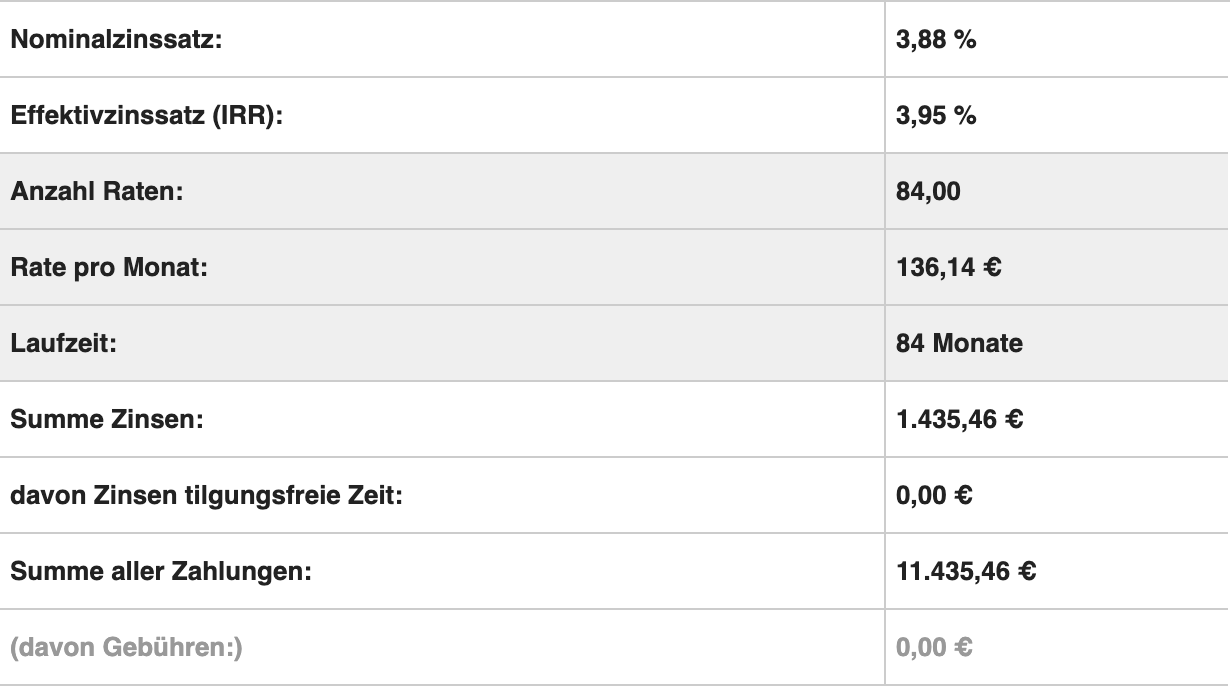 Nominalzinssatz: 3,88 %
Effektivzinssatz (IRR): 3,95 %
Anzahl Raten: 84,00
Rate pro Monat: 136,14 €
Laufzeit: 84 Monate
Summe Zinsen: 1.435,46 €
davon Zinsen tilgungsfreie Zeit: 0,00 €
Summe aller Zahlungen: 11.435,46 €
(davon Gebühren:) 0,00 €